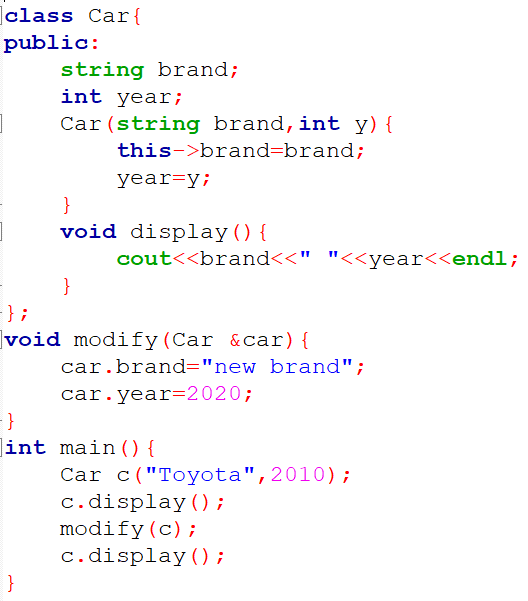 class Car{
public:
    string brand;
    int year;
    Car(string brand,int y){
        this->brand=brand;
        year=y;
    }
    void display(){
        cout<<brand<<" "<<year<<endl;
    }
};
void modify(Car &car){
    car.brand="new brand";
    car.year=2020;
}
int main(){
    Car c("Toyota",2010);
    c.display();
    modify(c);
    c.display();
}